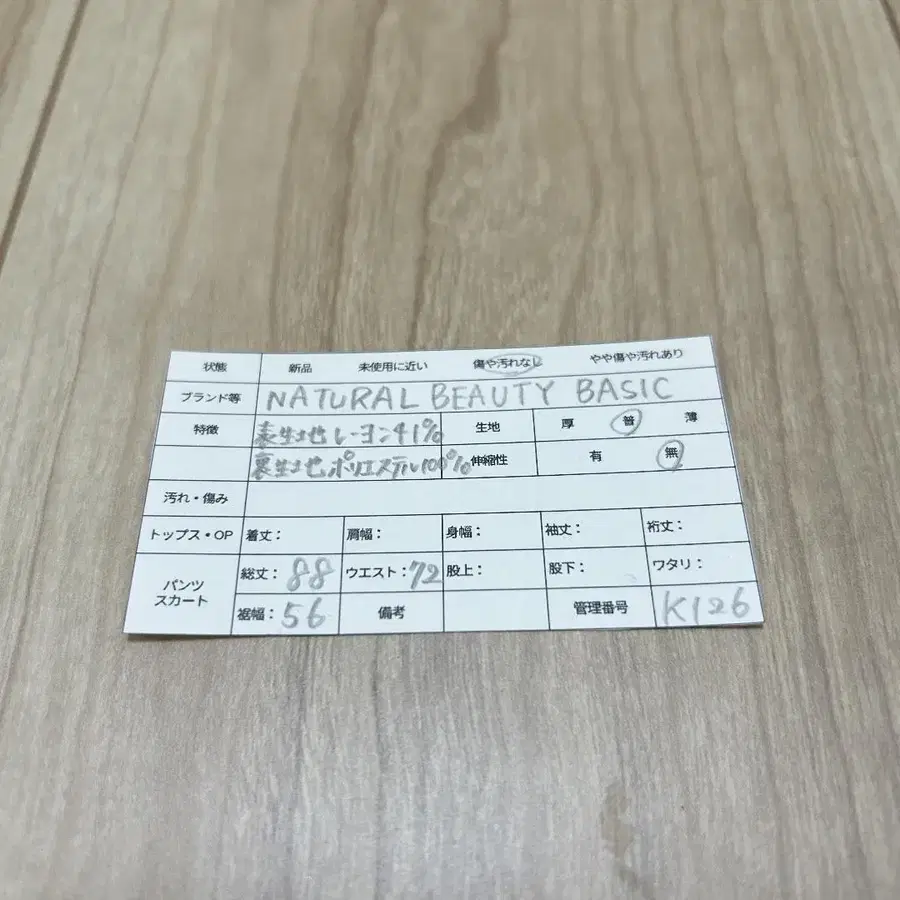 状態 新品 未使用に近い 傷や汚れなし やや傷や汚れあり
ブランド等 NATURAL BEAUTY BASIC
特徴 表生地レーヨン41% 生地 厚 普 薄
裏生地ポリエステル100% 伸縮性 有 無
汚れ・傷み
トップス・OP 着丈: 肩幅: 身幅: 袖丈: 裄丈:
パンツ
スカート
総丈:88 ウエスト:72 股上: 股下: ワタリ:
裾幅:56 備考 管理番号 K126